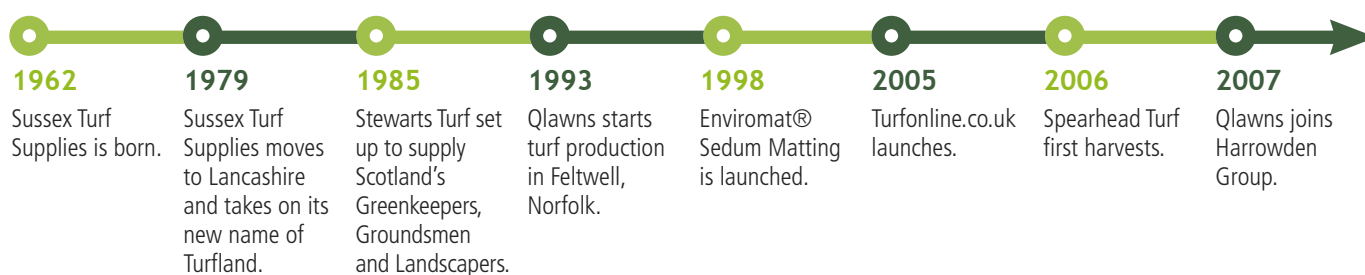 1962
Sussex Turf
Supplies is born.
1979
Sussex Turf
Supplies moves
to Lancashire
and takes on its
new name of
Turfland.
1985
Stewarts Turf set
up to supply
Scotland's
Greenkeepers,
Groundsmen
and Landscapers.
1993
Qlawns starts
turf production
in Feltwell,
Norfolk.
1998
Enviromat®
Sedum Matting
is launched.
2005
Turfonline.co.uk
launches.
2006
Spearhead Turf
first harvests.
2007
Qlawns joins
Harrowden
Group.